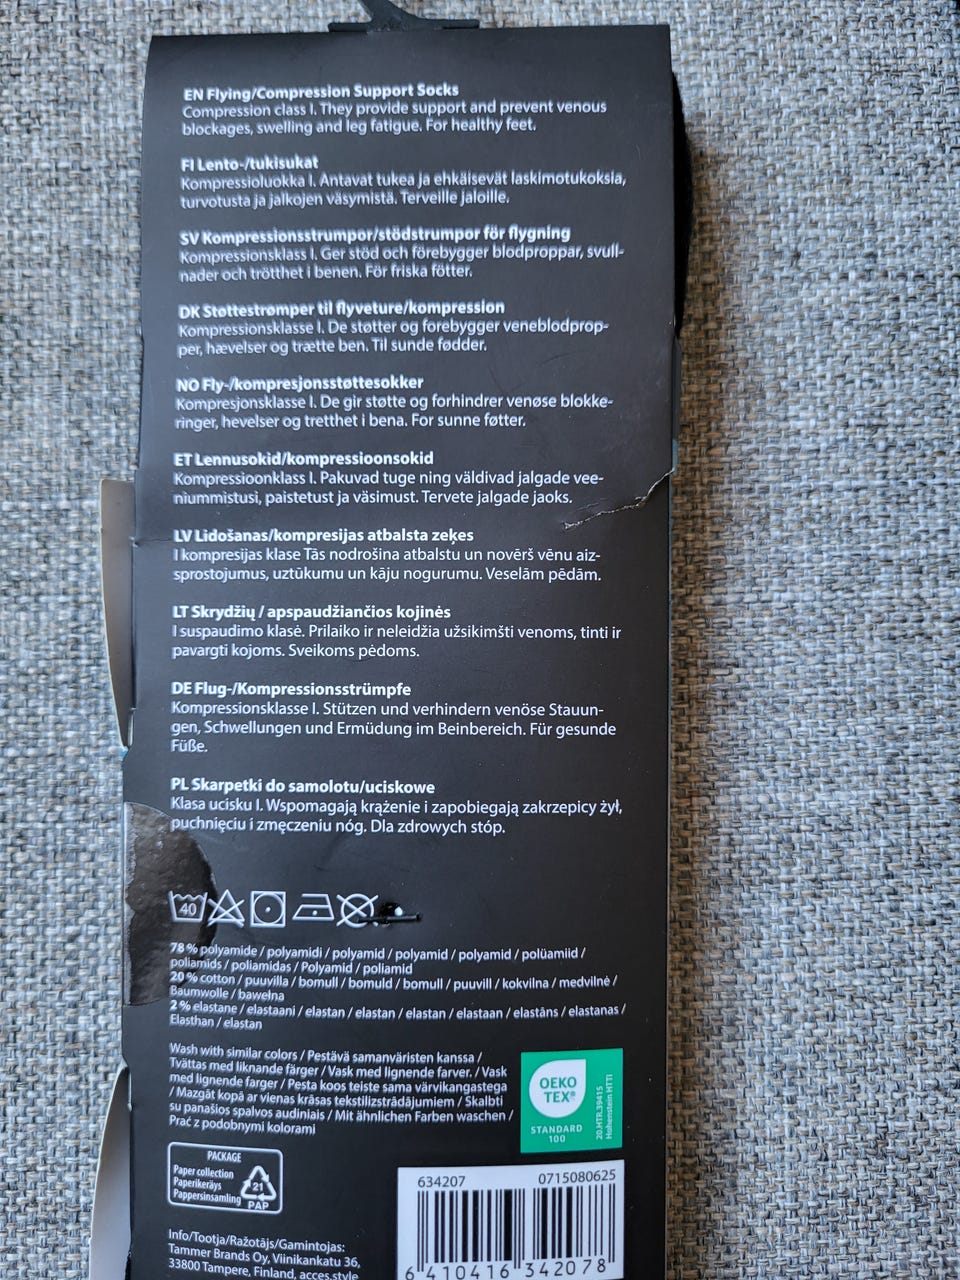 EN Flying/Compression Support Socks
Compression class I. They provide support and prevent venous
blockages, swelling and leg fatigue. For healthy feet.
FI Lento-/tukisukat
Kompressioluokka I. Antavat tukea ja ehkäisevät laskimotukoksia,
turvotusta ja jalkojen väsymistä. Terveille jaloille.
SV Kompressionsstrumpor/stödstrumpor för flygning
Kompressionsklass I. Ger stöd och förebygger blodproppar, svull-
nader och trötthet i benen. För friska fötter.
DK Støttestrømper til flyveture/kompression
Kompressionsklasse I. De støtter og forebygger veneblodprop-
per, hævelser og trætte ben. Til sunde fødder.
NO Fly-/kompresjonsstøttesokker
Kompresjonsklasse I. De gir støtte og forhindrer venøse blokke-
ringer, hevelser og tretthet i bena. For sunne føtter.
ET Lennusokid/kompressioonsokid
Kompressioonklass I. Pakuvad tuge ning väldivad jalgade vee-
niummistusi, paistetust ja väsimust. Tervete jalgade jaoks.
LV Lidošanas/kompresijas atbalsta zeķes
I kompresijas klase Tās nodrošina atbalstu un novērš vēnu aiz-
sprostojumus, uztūkumu un kāju nogurumu. Veselām pēdām.
LT Skrydžių / apspaudžiančios kojinės
I suspaudimo klasė. Prilaiko ir neleidžia užsikimšti venoms, tinti ir
pavargti kojoms. Sveikoms pėdoms.
DE Flug-/Kompressionsstrümpfe
Kompressionsklasse I. Stützen und verhindern venöse Stauun-
gen, Schwellungen und Ermüdung im Beinbereich. Für gesunde
Füße.
PL Skarpetki do samolotu/uciskowe
Klasa ucisku I. Wspomagają krążenie i zapobiegają zakrzepicy żył,
puchnięciu i zmęczeniu nóg. Dla zdrowych stóp.
40
78 % polyamide / polyamidi / polyamid / polyamid / polyamid / polüamiid /
poliamīds / poliamidas / Polyamid / poliamid
20 % cotton / puuvilla / bomull / bomuld / bomull / puuvill / kokvilna / medvilnė /
Baumwolle / bawełna
2 % elastane / elastaani / elastan / elastan / elastan / elastaan / elastāns / elastanas /
Elasthan / elastan
Wash with similar colors / Pestävä samanväristen kanssa /
Tvättas med liknande färger / Vask med lignende farver. / Vask
med lignende farger / Pesta koos teiste sama värvikangastega
/ Mazgāt kopā ar vienas krāsas tekstilizstrādājumiem / Skalbti
su panašios spalvos audiniais / Mit ähnlichen Farben waschen /
Prać z podobnymi kolorami
OEKO
TEX®
STANDARD
100
20.HTR.39415
Hohenstein HTTI
PACKAGE
Paper collection
Paperikeräys
Pappersinsamling
21
PAP
634207 0715080625
6 410416 342078
Info/Tootja/Ražotājs/Gamintojas:
Tammer Brands Oy, Viinikankatu 36,
33800 Tampere, Finland, acces.style